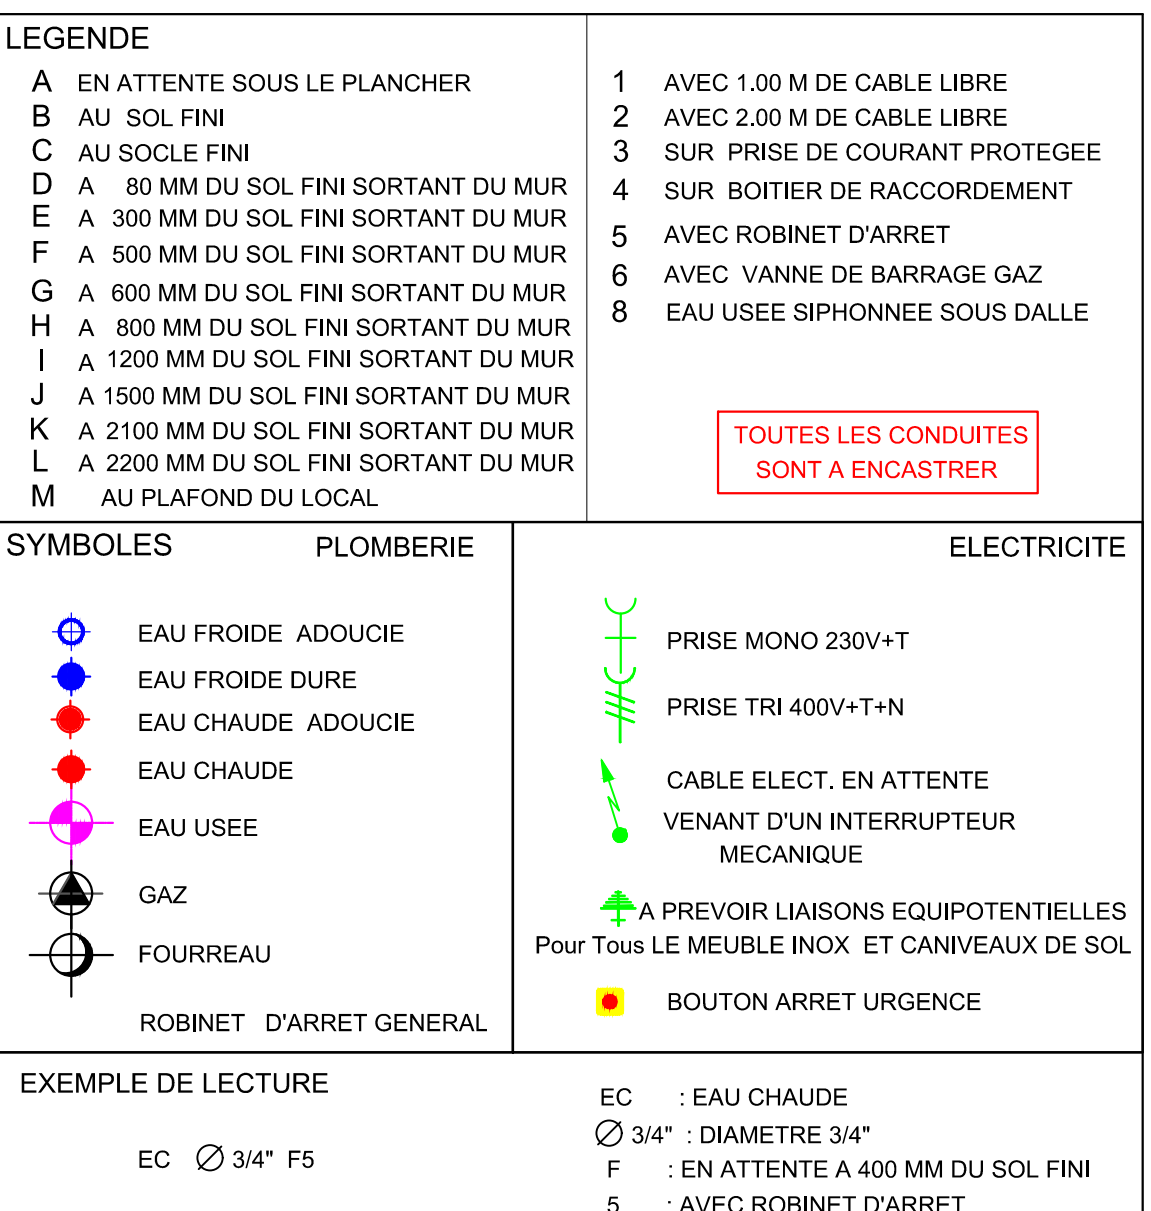 LEGENDE
A EN ATTENTE SOUS LE PLANCHER
B AU SOL FINI
C AU SOCLE FINI
D A 80 MM DU SOL FINI SORTANT DU MUR
E A 300 MM DU SOL FINI SORTANT DU MUR
F A 500 MM DU SOL FINI SORTANT DU MUR
G A 600 MM DU SOL FINI SORTANT DU MUR
H A 800 MM DU SOL FINI SORTANT DU MUR
I A 1200 MM DU SOL FINI SORTANT DU MUR
J A 1500 MM DU SOL FINI SORTANT DU MUR
K A 2100 MM DU SOL FINI SORTANT DU MUR
L A 2200 MM DU SOL FINI SORTANT DU MUR
M AU PLAFOND DU LOCAL
1 AVEC 1.00 M DE CABLE LIBRE
2 AVEC 2.00 M DE CABLE LIBRE
3 SUR PRISE DE COURANT PROTEGEE
4 SUR BOITIER DE RACCORDEMENT
5 AVEC ROBINET D'ARRET
6 AVEC VANNE DE BARRAGE GAZ
8 EAU USEE SIPHONNEE SOUS DALLE
TOUTES LES CONDUITES
SONT A ENCASTRER
SYMBOLES PLOMBERIE
EAU FROIDE ADOUCIE
EAU FROIDE DURE
EAU CHAUDE ADOUCIE
EAU CHAUDE
EAU USEE
GAZ
FOURREAU
ROBINET D'ARRET GENERAL
ELECTRICITE
PRISE MONO 230V+T
PRISE TRI 400V+T+N
CABLE ELECT. EN ATTENTE
VENANT D'UN INTERRUPTEUR
MECANIQUE
A PREVOIR LIAISONS EQUIPOTENTIELLES
Pour Tous LE MEUBLE INOX ET CANIVEAUX DE SOL
BOUTON ARRET URGENCE
EXEMPLE DE LECTURE
EC Ø 3/4" F5
EC : EAU CHAUDE
Ø 3/4" : DIAMETRE 3/4"
F : EN ATTENTE A 400 MM DU SOL FINI
5 : AVEC ROBINET D'ARRET